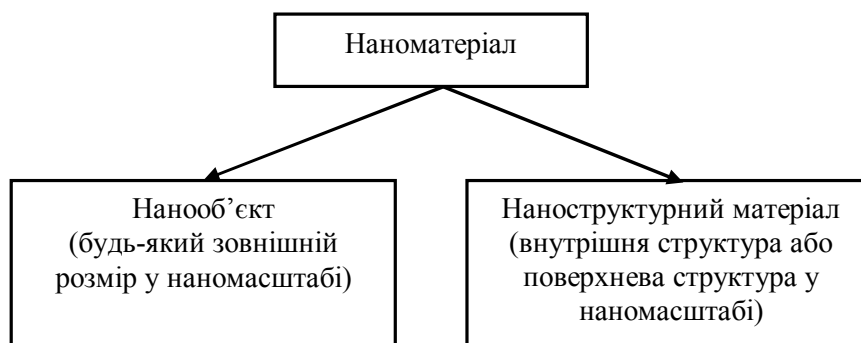 Наноматеріал
Нанооб’єкт
(будь-який зовнішній
розмір у наномасштабі)
Наноструктурний матеріал
(внутрішня структура або
поверхнева структура у
наномасштабі)